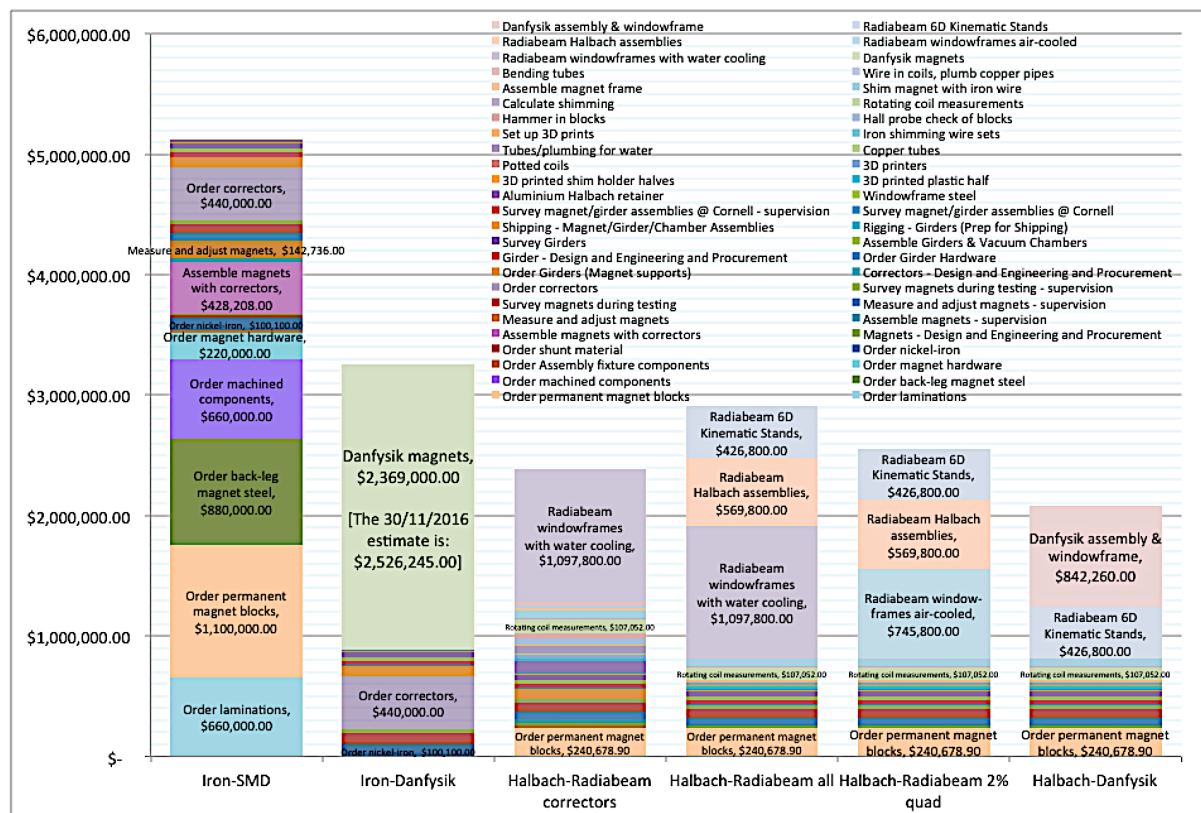 $6,000,000.00
$5,000,000.00
$4,000,000.00
$3,000,000.00
$2,000,000.00
$1,000,000.00
$-
Danfysik assembly & windowframe
Radiabeam 6D Kinematic Stands
Radiabeam Halbach assemblies
Radiabeam windowframes air-cooled
Radiabeam windowframes with water cooling
Danfysik magnets
Bending tubes
Wire in coils, plumb copper pipes
Assemble magnet frame
Shim magnet with iron wire
Calculate shimming
Rotating coil measurements
Hammer in blocks
Hall probe check of blocks
Set up 3D prints
Iron shimming wire sets
Tubes/plumbing for water
Copper tubes
Potted coils
3D printers
3D printed shim holder halves
3D printed plastic half
Aluminium Halbach retainer
Windowframe steel
Survey magnet/girder assemblies @ Cornell - supervision
Survey magnet/girder assemblies @ Cornell
Shipping - Magnet/Girder/Chamber Assemblies
Rigging - Girders (Prep for Shipping)
Survey Girders
Assemble Girders & Vacuum Chambers
Girder - Design and Engineering and Procurement
Order Girder Hardware
Order Girders (Magnet supports)
Correctors - Design and Engineering and Procurement
Order correctors
Survey magnets during testing - supervision
Survey magnets during testing
Measure and adjust magnets - supervision
Measure and adjust magnets
Assemble magnets - supervision
Assemble magnets with correctors
Magnets - Design and Engineering and Procurement
Order shunt material
Order nickel-iron
Order Assembly fixture components
Order magnet hardware
Order machined components
Order back-leg magnet steel
Order permanent magnet blocks
Order laminations
Order correctors,
$440,000.00
Measure and adjust magnets, $142,736.00
Assemble magnets
with correctors,
$428,208.00
Order nickel-iron, $100,100.00
Order magnet hardware,
$220,000.00
Order machined
components,
$660,000.00
Order back-leg
magnet steel,
$880,000.00
Order permanent
magnet blocks,
$1,100,000.00
Order laminations,
$660,000.00
Danfysik magnets,
$2,369,000.00
[The 30/11/2016
estimate is:
$2,526,245.00]
Order correctors,
$440,000.00
Order nickel-iron, $100,100.00
Radiabeam
windowframes
with water cooling,
$1,097,800.00
Rotating coil measurements, $107,052.00
Order permanent magnet
blocks, $240,678.90
Radiabeam 6D
Kinematic Stands,
$426,800.00
Radiabeam
Halbach assemblies,
$569,800.00
Radiabeam
windowframes
with water cooling,
$1,097,800.00
Rotating coil measurements, $107,052.00
Order permanent magnet
blocks, $240,678.90
Radiabeam 6D
Kinematic Stands,
$426,800.00
Radiabeam Halbach
assemblies,
$569,800.00
Radiabeam window-
frames air-cooled,
$745,800.00
Rotating coil measurements, $107,052.00
Order permanent magnet
blocks, $240,678.90
Danfysik assembly &
windowframe,
$842,260.00
Radiabeam 6D
Kinematic Stands,
$426,800.00
Rotating coil measurements, $107,052.00
Order permanent magnet
blocks, $240,678.90
Iron-SMD
Iron-Danfysik
Halbach-Radiabeam
correctors
Halbach-Radiabeam all
Halbach-Radiabeam 2%
quad
Halbach-Danfysik